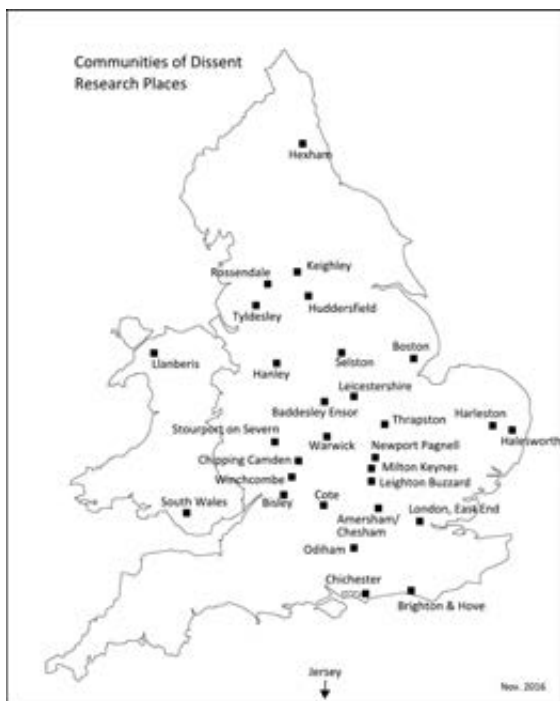 Communities of Dissent
Research Places
Hexham
Keighley
Rossendale
Huddersfield
Tyldesley
Boston
Selston
Llanberis
Hanley
Leicestershire
Baddesley Ensor
Thrapston
Harleston
Halesworth
Stourport on Severn
Warwick
Newport Pagnell
Chipping Camden
Milton Keynes
Winchcombe
Leighton Buzzard
Bisley
Cote
South Wales
London, East End
Amersham/
Chesham
Odiham
Chichester
Brighton & Hove
Jersey
Nov. 2016